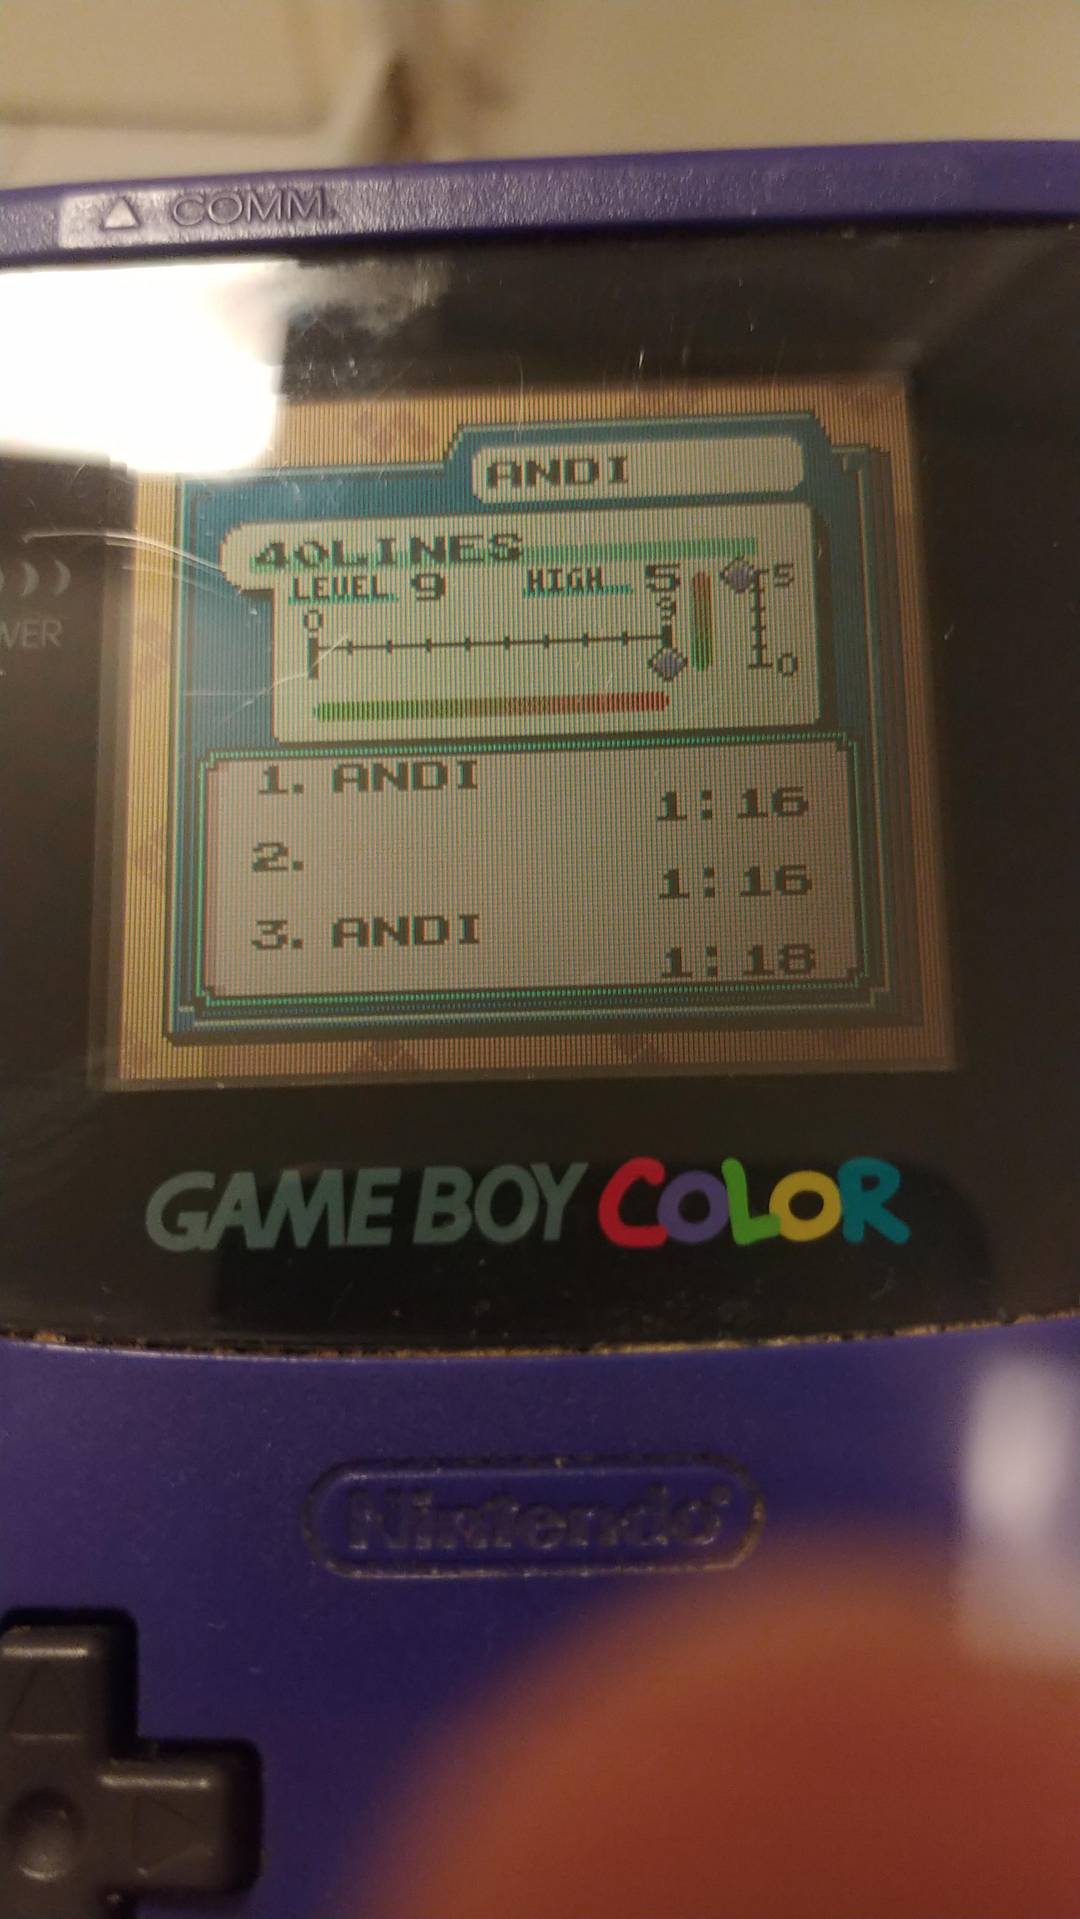 COMM.
ANDI
40LINES
LEVEL 9 HIGH 5
0 9 5
0
1. ANDI
1:16
2.
1:16
3. ANDI
1:18
GAME BOY COLOR
Nintendo